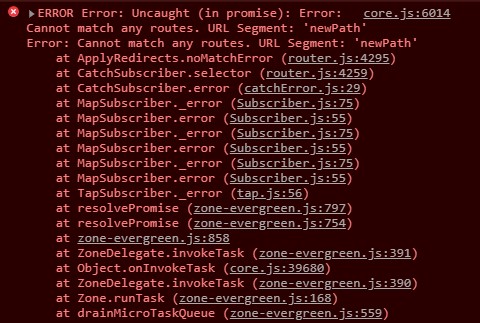 ERROR Error: Uncaught (in promise): Error: core.js:6014
Cannot match any routes. URL Segment: 'newPath'
Error: Cannot match any routes. URL Segment: 'newPath'
at ApplyRedirects.noMatchError (router.js:4295)
at CatchSubscriber.selector (router.js:4259)
at CatchSubscriber.error (catchError.js:29)
at MapSubscriber._error (Subscriber.js:75)
at MapSubscriber.error (Subscriber.js:55)
at MapSubscriber._error (Subscriber.js:75)
at MapSubscriber.error (Subscriber.js:55)
at MapSubscriber._error (Subscriber.js:75)
at MapSubscriber.error (Subscriber.js:55)
at TapSubscriber._error (tap.js:56)
at resolvePromise (zone-evergreen.js:797)
at resolvePromise (zone-evergreen.js:754)
at zone-evergreen.js:858
at ZoneDelegate.invokeTask (zone-evergreen.js:391)
at Object.onInvokeTask (core.js:39680)
at ZoneDelegate.invokeTask (zone-evergreen.js:390)
at Zone.runTask (zone-evergreen.js:168)
at drainMicroTaskQueue (zone-evergreen.js:559)